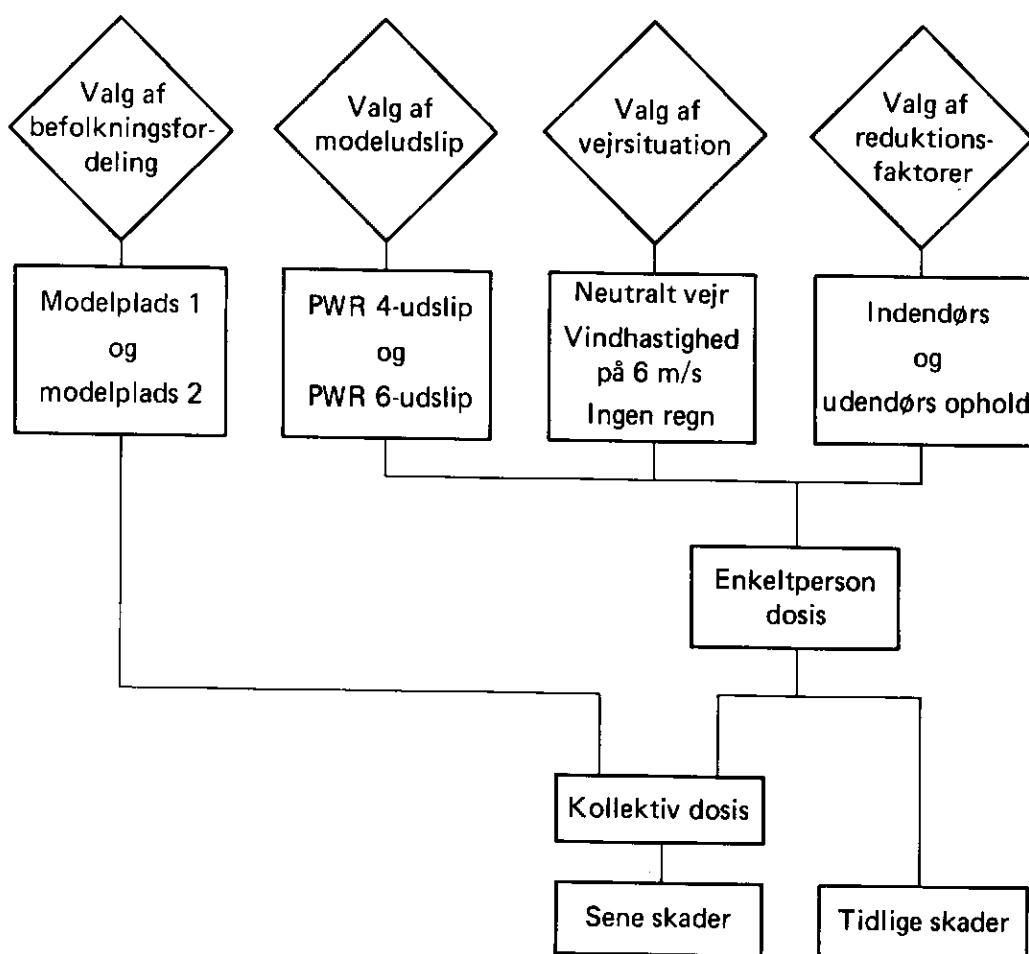 Valg af
befolkningsfor-
deling
Valg af
modeludslip
Valg af
vejrsituation
Valg af
reduktions-
faktorer
Modelplads 1
og
modelplads 2
PWR 4-udslip
og
PWR 6-udslip
Neutralt vejr
Vindhastighed
på 6 m/s
Ingen regn
Indendørs
og
udendørs ophold
Enkeltperson
dosis
Kollektiv dosis
Sene skader
Tidlige skader